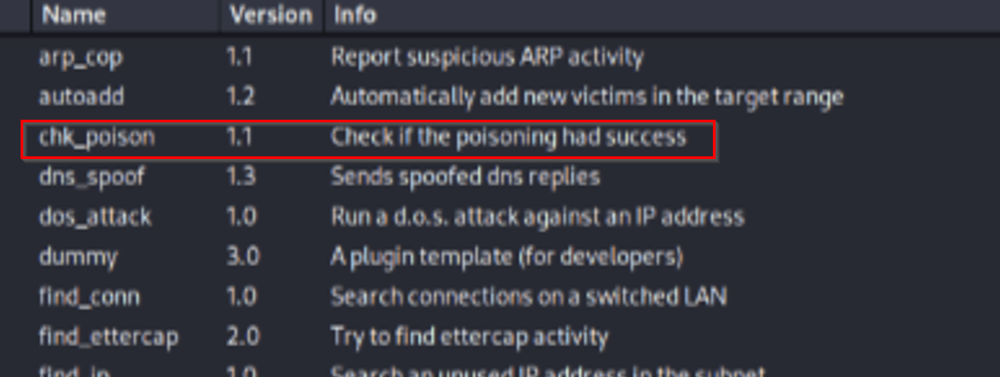 Name Version Info
arp_cop 1.1 Report suspicious ARP activity
autoadd 1.2 Automatically add new victims in the target range
chk_poison 1.1 Check if the poisoning had success
dns_spoof 1.3 Sends spoofed dns replies
dos_attack 1.0 Run a d.o.s. attack against an IP address
dummy 3.0 A plugin template (for developers)
find_conn 1.0 Search connections on a switched LAN
find_ettercap 2.0 Try to find ettercap activity
find_ip 1.0 Search an unused IP address in the subnet